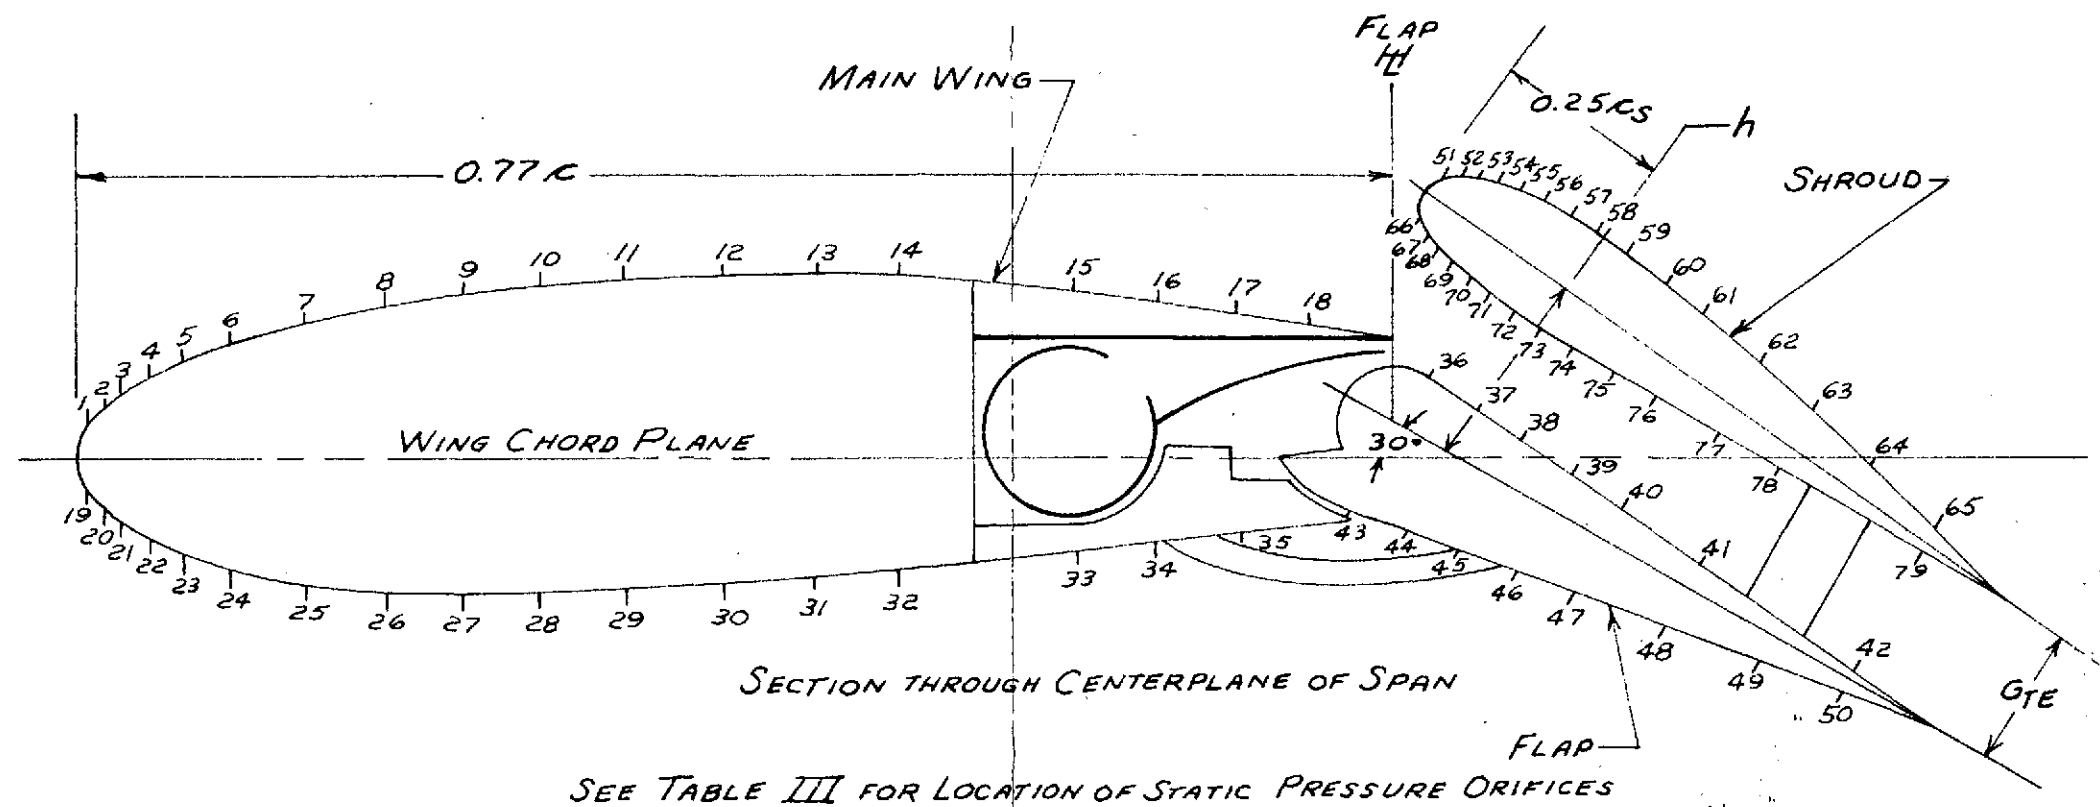 FLAP
HL
MAIN WING
0.25cs
h
0.77c
SHROUD
51 52 53 54 55 56 57 58 59 60 61 62 63 64 65
66 67 68 69 70 71 72 73 74 75 76 77 78 79
1 2 3 4 5 6 7 8 9 10 11 12 13 14 15 16 17 18
36 37 38 39 40 41 42
WING CHORD PLANE
30°
19 20 21 22 23 24 25 26 27 28 29 30 31 32 33 34 35
43 44 45 46 47 48 49 50
GTE
SECTION THROUGH CENTERPLANE OF SPAN
FLAP
SEE TABLE III FOR LOCATION OF STATIC PRESSURE ORIFICES